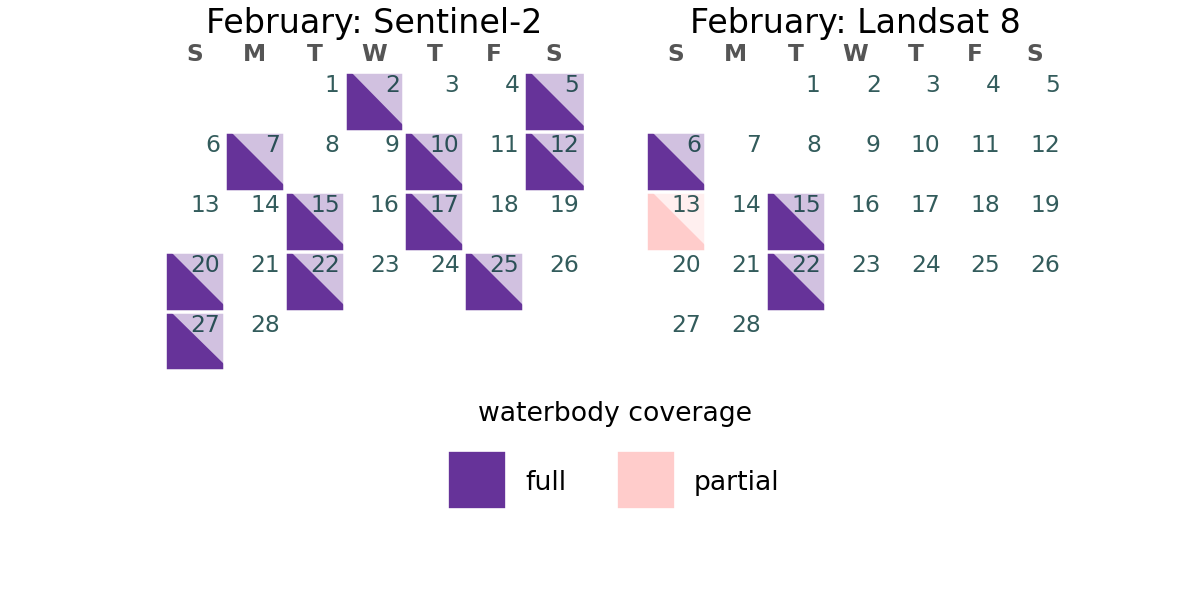 February: Sentinel-2
S M T W T F S
1 2 3 4 5
6 7 8 9 10 11 12
13 14 15 16 17 18 19
20 21 22 23 24 25 26
27 28
February: Landsat 8
S M T W T F S
1 2 3 4 5
6 7 8 9 10 11 12
13 14 15 16 17 18 19
20 21 22 23 24 25 26
27 28
waterbody coverage
full partial